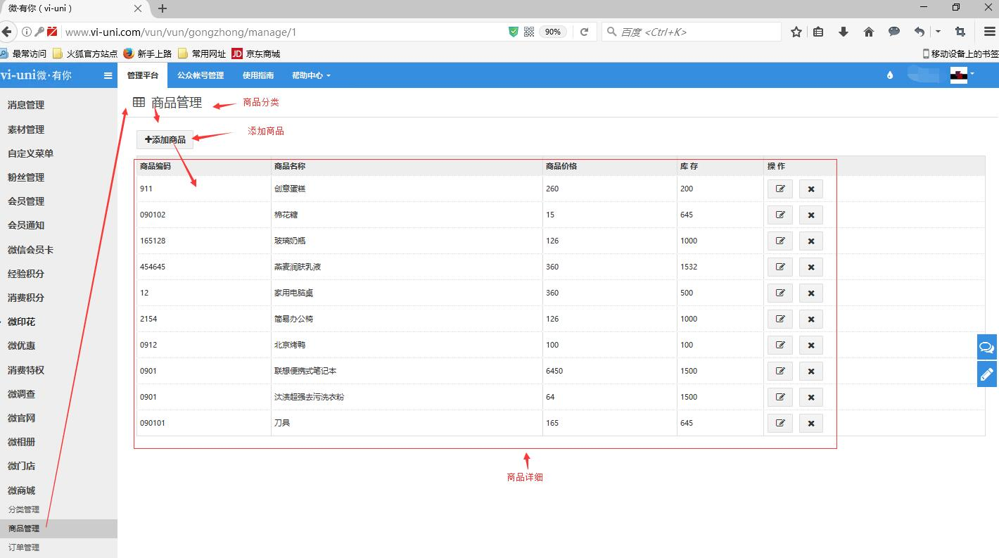 微·有你（vi-uni）
www.vi-uni.com/vun/vun/gongzhong/manage/1
90%
百度 <Ctrl+K>
最常访问 火狐官方站点 新手上路 常用网址 JD 京东商城 移动设备上的书签
vi-uni微·有你 管理平台 公众帐号管理 使用指南 帮助中心
消息管理
素材管理
自定义菜单
粉丝管理
会员管理
会员通知
微信会员卡
经验积分
消费积分
微印花
微优惠
消费特权
微调查
微官网
微相册
微门店
微商城
分类管理
商品管理
订单管理
商品管理 商品分类
添加商品 添加商品
商品编码 商品名称 商品价格 库 存 操 作
911 创意蛋糕 260 200
090102 棉花糖 15 645
165128 玻璃奶瓶 126 1000
454645 燕麦润肤乳液 360 1532
12 家用电脑桌 360 500
2154 简易办公椅 126 1000
0912 北京烤鸭 100 100
0901 联想便携式笔记本 6450 1500
0901 汰渍超强去污洗衣粉 64 1500
090101 刀具 165 645
商品详细